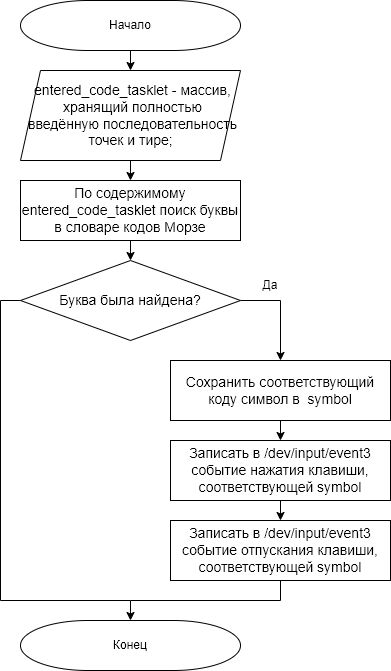 Начало
entered_code_tasklet - массив,
хранящий полностью
введённую последовательность
точек и тире;
По содержимому
entered_code_tasklet поиск буквы
в словаре кодов Морзе
Буква была найдена?
Да
Сохранить соответствующий
коду символ в symbol
Записать в /dev/input/event3
событие нажатия клавиши,
соответствующей symbol
Записать в /dev/input/event3
событие отпускания клавиши,
соответствующей symbol
Конец